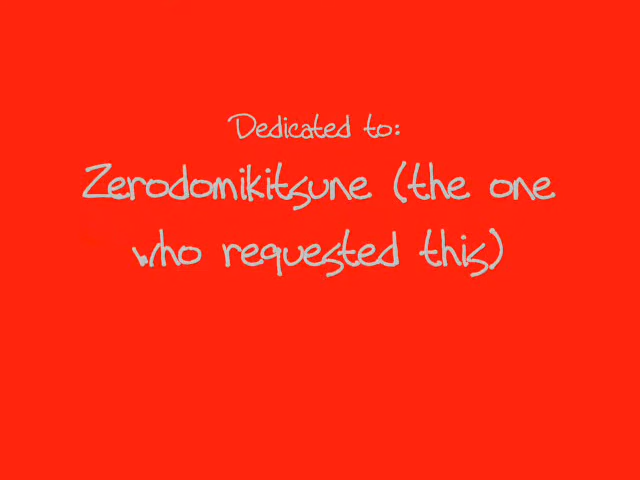 Dedicated to:
Zerodomikitsune (the one
who requested this)